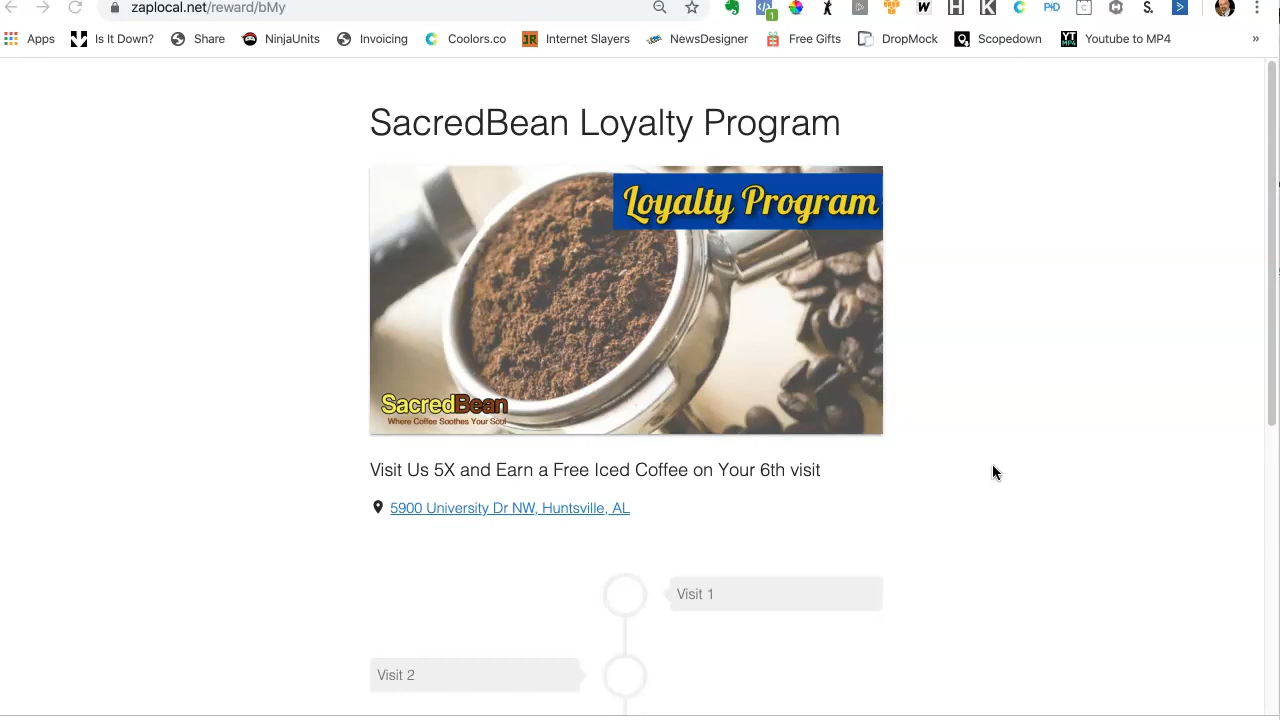 zaplocal.net/reward/bMy
1
Apps
Is It Down?
Share
NinjaUnits
Invoicing
Coolors.co
Internet Slayers
NewsDesigner
Free Gifts
DropMock
Scopedown
Youtube to MP4
»
SacredBean Loyalty Program
Loyalty Program
SacredBean
Where Coffee Soothes Your Soul
Visit Us 5X and Earn a Free Iced Coffee on Your 6th visit
5900 University Dr NW, Huntsville, AL
Visit 1
Visit 2